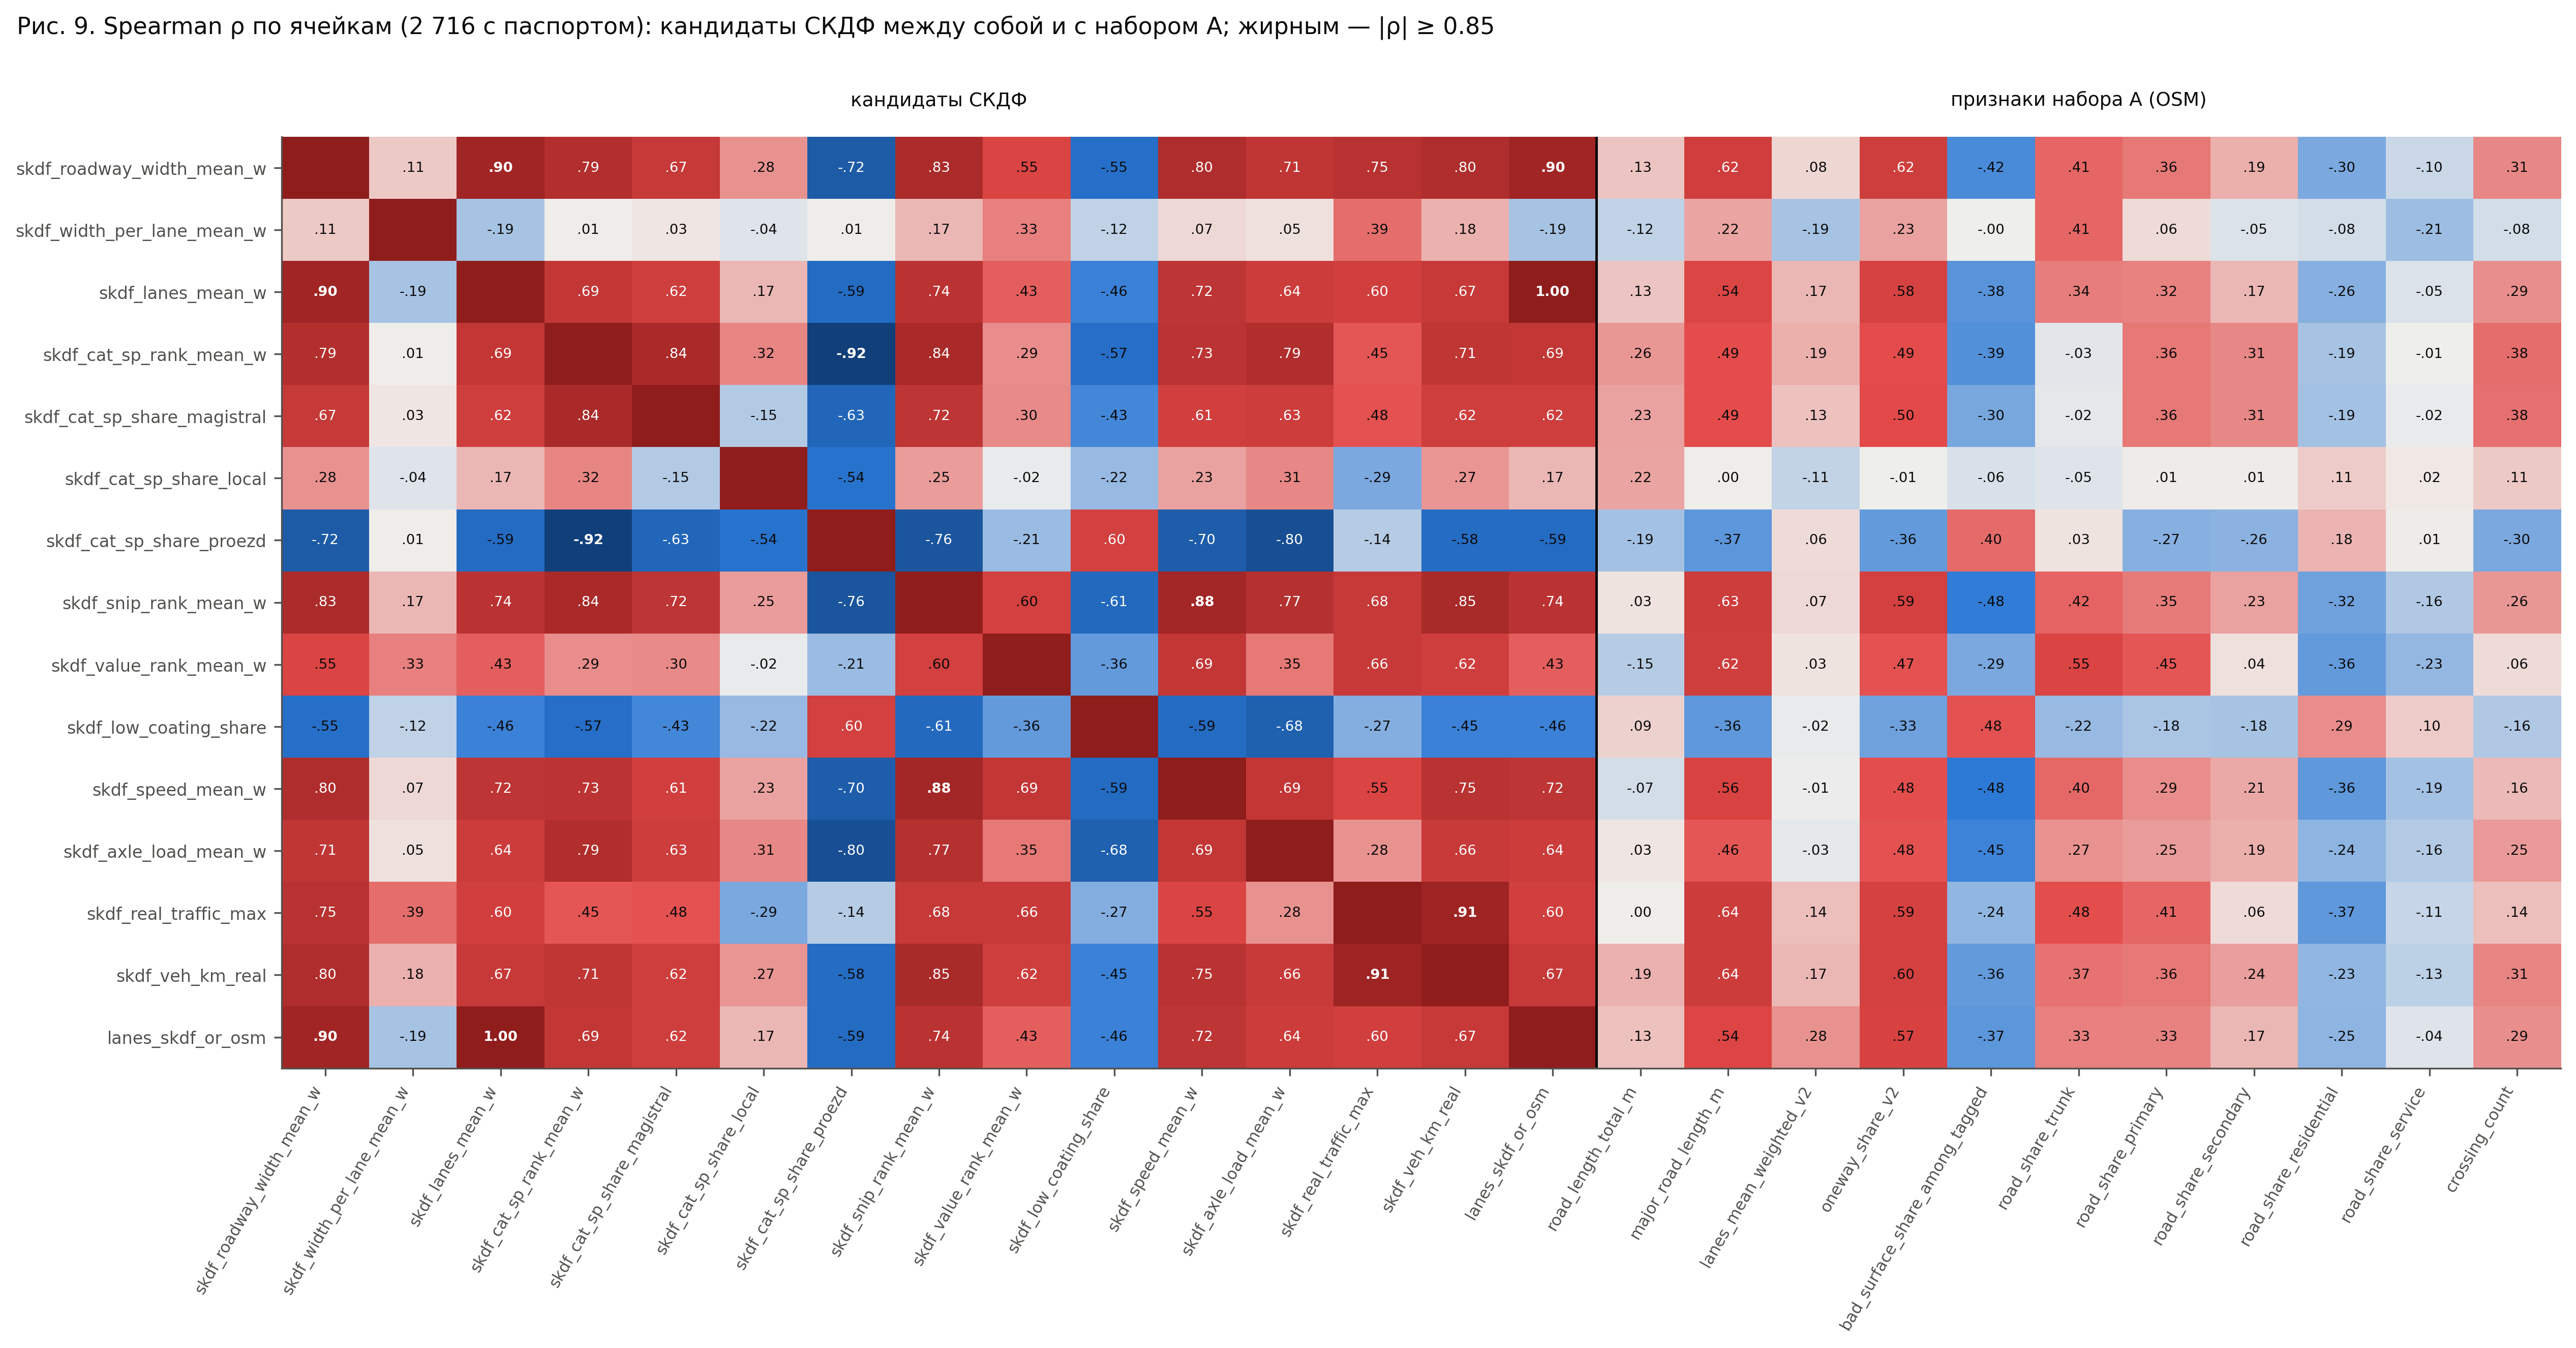 Рис. 9. Spearman ρ по ячейкам (2 716 с паспортом): кандидаты СКДФ между собой и с набором А; жирным — |ρ| ≥ 0.85
кандидаты СКДФ признаки набора А (OSM)
skdf_roadway_width_mean_w .11 .90 .79 .67 .28 -.72 .83 .55 -.55 .80 .71 .75 .80 .90 .13 .62 .08 .62 -.42 .41 .36 .19 -.30 -.10 .31
skdf_width_per_lane_mean_w .11 -.19 .01 .03 -.04 .01 .17 .33 -.12 .07 .05 .39 .18 -.19 -.12 .22 -.19 .23 -.00 .41 .06 -.05 -.08 -.21 -.08
skdf_lanes_mean_w .90 -.19 .69 .62 .17 -.59 .74 .43 -.46 .72 .64 .60 .67 1.00 .13 .54 .17 .58 -.38 .34 .32 .17 -.26 -.05 .29
skdf_cat_sp_rank_mean_w .79 .01 .69 .84 .32 -.92 .84 .29 -.57 .73 .79 .45 .71 .69 .26 .49 .19 .49 -.39 -.03 .36 .31 -.19 -.01 .38
skdf_cat_sp_share_magistral .67 .03 .62 .84 -.15 -.63 .72 .30 -.43 .61 .63 .48 .62 .62 .23 .49 .13 .50 -.30 -.02 .36 .31 -.19 -.02 .38
skdf_cat_sp_share_local .28 -.04 .17 .32 -.15 -.54 .25 -.02 -.22 .23 .31 -.29 .27 .17 .22 .00 -.11 -.01 -.06 -.05 .01 .01 .11 .02 .11
skdf_cat_sp_share_proezd -.72 .01 -.59 -.92 -.63 -.54 -.76 -.21 .60 -.70 -.80 -.14 -.58 -.59 -.19 -.37 .06 -.36 .40 .03 -.27 -.26 .18 .01 -.30
skdf_snip_rank_mean_w .83 .17 .74 .84 .72 .25 -.76 .60 -.61 .88 .77 .68 .85 .74 .03 .63 .07 .59 -.48 .42 .35 .23 -.32 -.16 .26
skdf_value_rank_mean_w .55 .33 .43 .29 .30 -.02 -.21 .60 -.36 .69 .35 .66 .62 .43 -.15 .62 .03 .47 -.29 .55 .45 .04 -.36 -.23 .06
skdf_low_coating_share -.55 -.12 -.46 -.57 -.43 -.22 .60 -.61 -.36 -.59 -.68 -.27 -.45 -.46 .09 -.36 -.02 -.33 .48 -.22 -.18 -.18 .29 .10 -.16
skdf_speed_mean_w .80 .07 .72 .73 .61 .23 -.70 .88 .69 -.59 .69 .55 .75 .72 -.07 .56 -.01 .48 -.48 .40 .29 .21 -.36 -.19 .16
skdf_axle_load_mean_w .71 .05 .64 .79 .63 .31 -.80 .77 .35 -.68 .69 .28 .66 .64 .03 .46 -.03 .48 -.45 .27 .25 .19 -.24 -.16 .25
skdf_real_traffic_max .75 .39 .60 .45 .48 -.29 -.14 .68 .66 -.27 .55 .28 .91 .60 .00 .64 .14 .59 -.24 .48 .41 .06 -.37 -.11 .14
skdf_veh_km_real .80 .18 .67 .71 .62 .27 -.58 .85 .62 -.45 .75 .66 .91 .67 .19 .64 .17 .60 -.36 .37 .36 .24 -.23 -.13 .31
lanes_skdf_or_osm .90 -.19 1.00 .69 .62 .17 -.59 .74 .43 -.46 .72 .64 .60 .67 .13 .54 .28 .57 -.37 .33 .33 .17 -.25 -.04 .29
skdf_roadway_width_mean_w
skdf_width_per_lane_mean_w
skdf_lanes_mean_w
skdf_cat_sp_rank_mean_w
skdf_cat_sp_share_magistral
skdf_cat_sp_share_local
skdf_cat_sp_share_proezd
skdf_snip_rank_mean_w
skdf_value_rank_mean_w
skdf_low_coating_share
skdf_speed_mean_w
skdf_axle_load_mean_w
skdf_real_traffic_max
skdf_veh_km_real
lanes_skdf_or_osm
road_length_total_m
major_road_length_m
lanes_mean_weighted_v2
oneway_share_v2
bad_surface_share_among_tagged
road_share_trunk
road_share_primary
road_share_secondary
road_share_residential
road_share_service
crossing_count